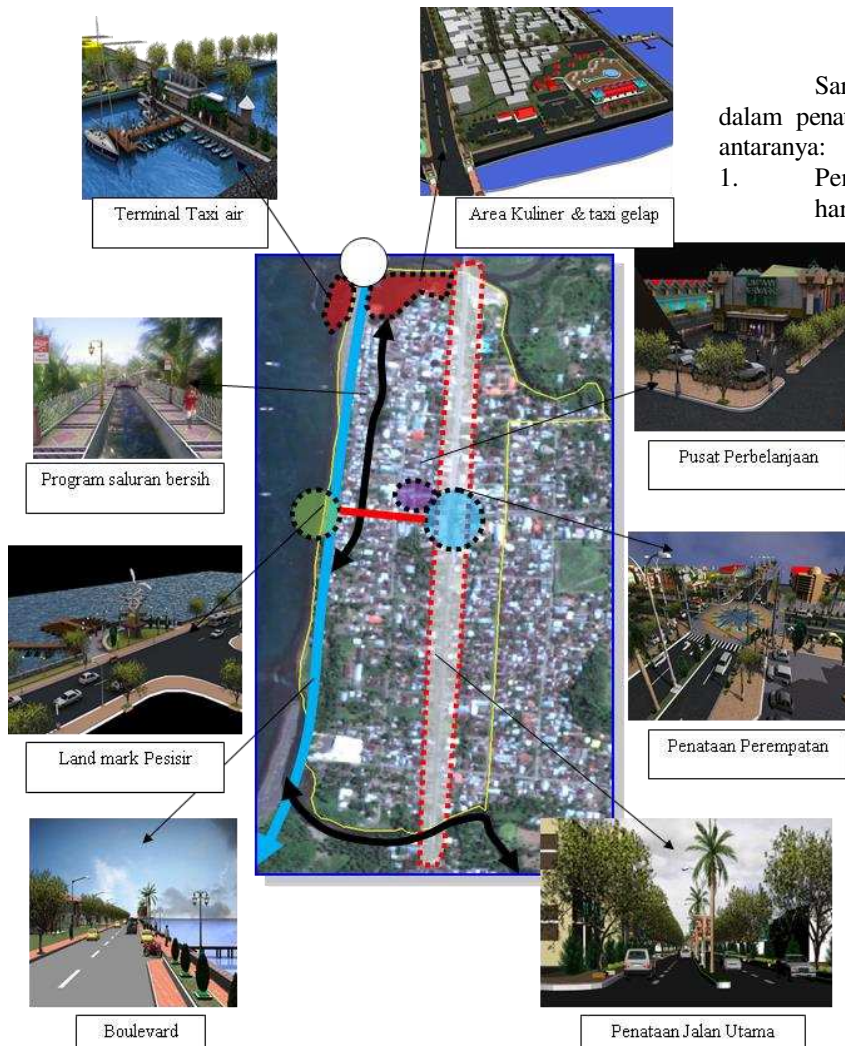 Terminal Taxi air
Area Kuliner & taxi gelap
dalam penat
antaranya:
1.
Program saluran bersih
Pusat Perbelanjaan
Land mark Pesisir
Penataan Perempatan
Boulevard
Penataan Jalan Utama